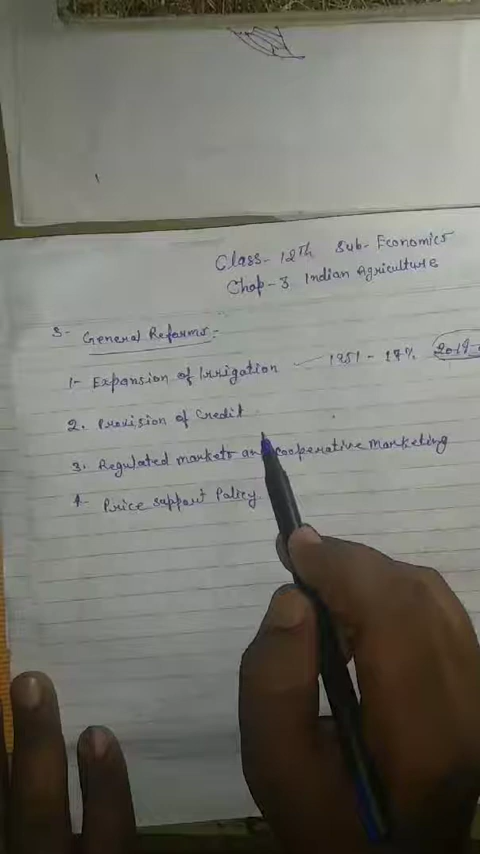 Class- 12th Sub- Economics
Chap-3 Indian Agriculture
General Reforms:-
1- Expansion of Irrigation — 1951 - 17%
2. Provision of Credit
3. Regulated markets and cooperative Marketing
4- Price support Policy